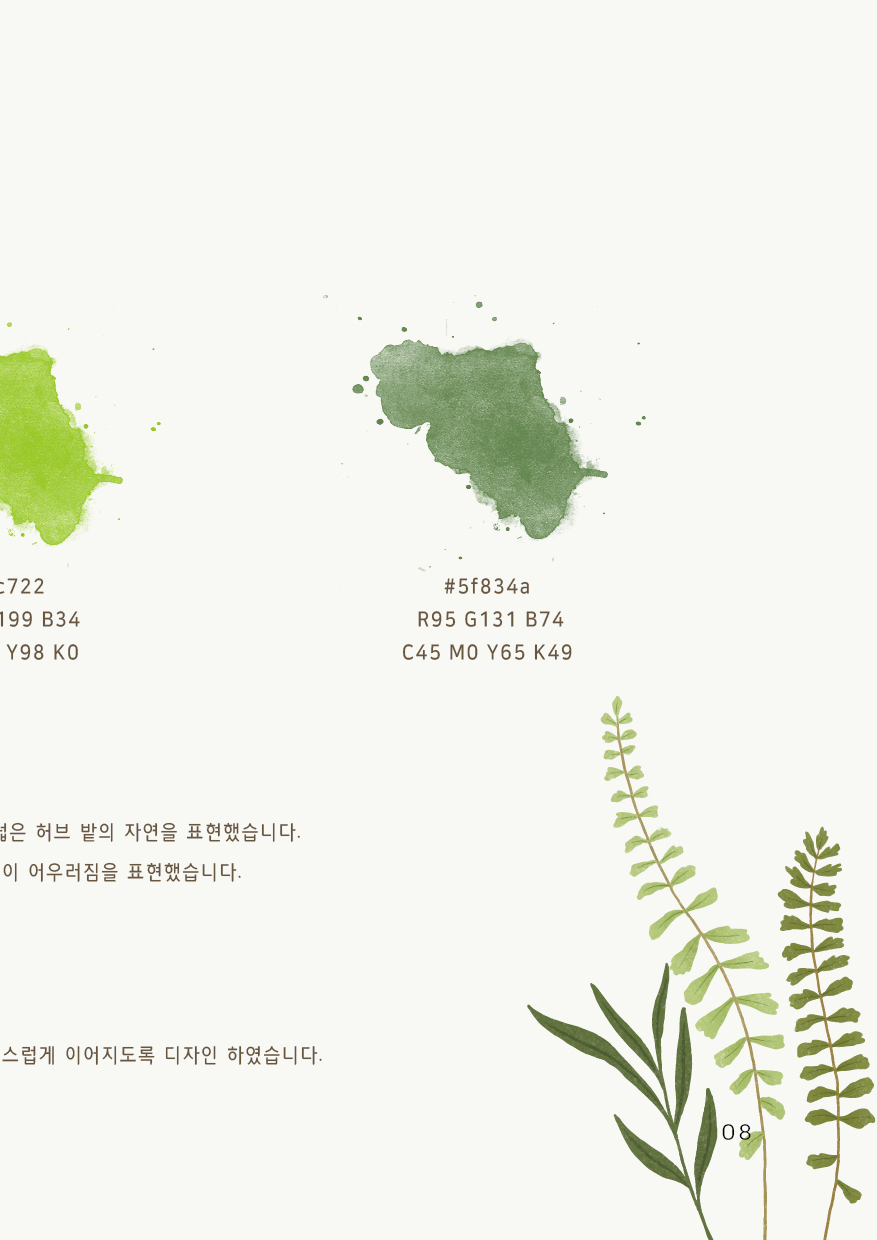 c722
#5f834a
199 B34
R95 G131 B74
Y98 K0
C45 M0 Y65 K49
넓은 허브 밭의 자연을 표현했습니다.
이 어우러짐을 표현했습니다.
스럽게 이어지도록 디자인 하였습니다.
08